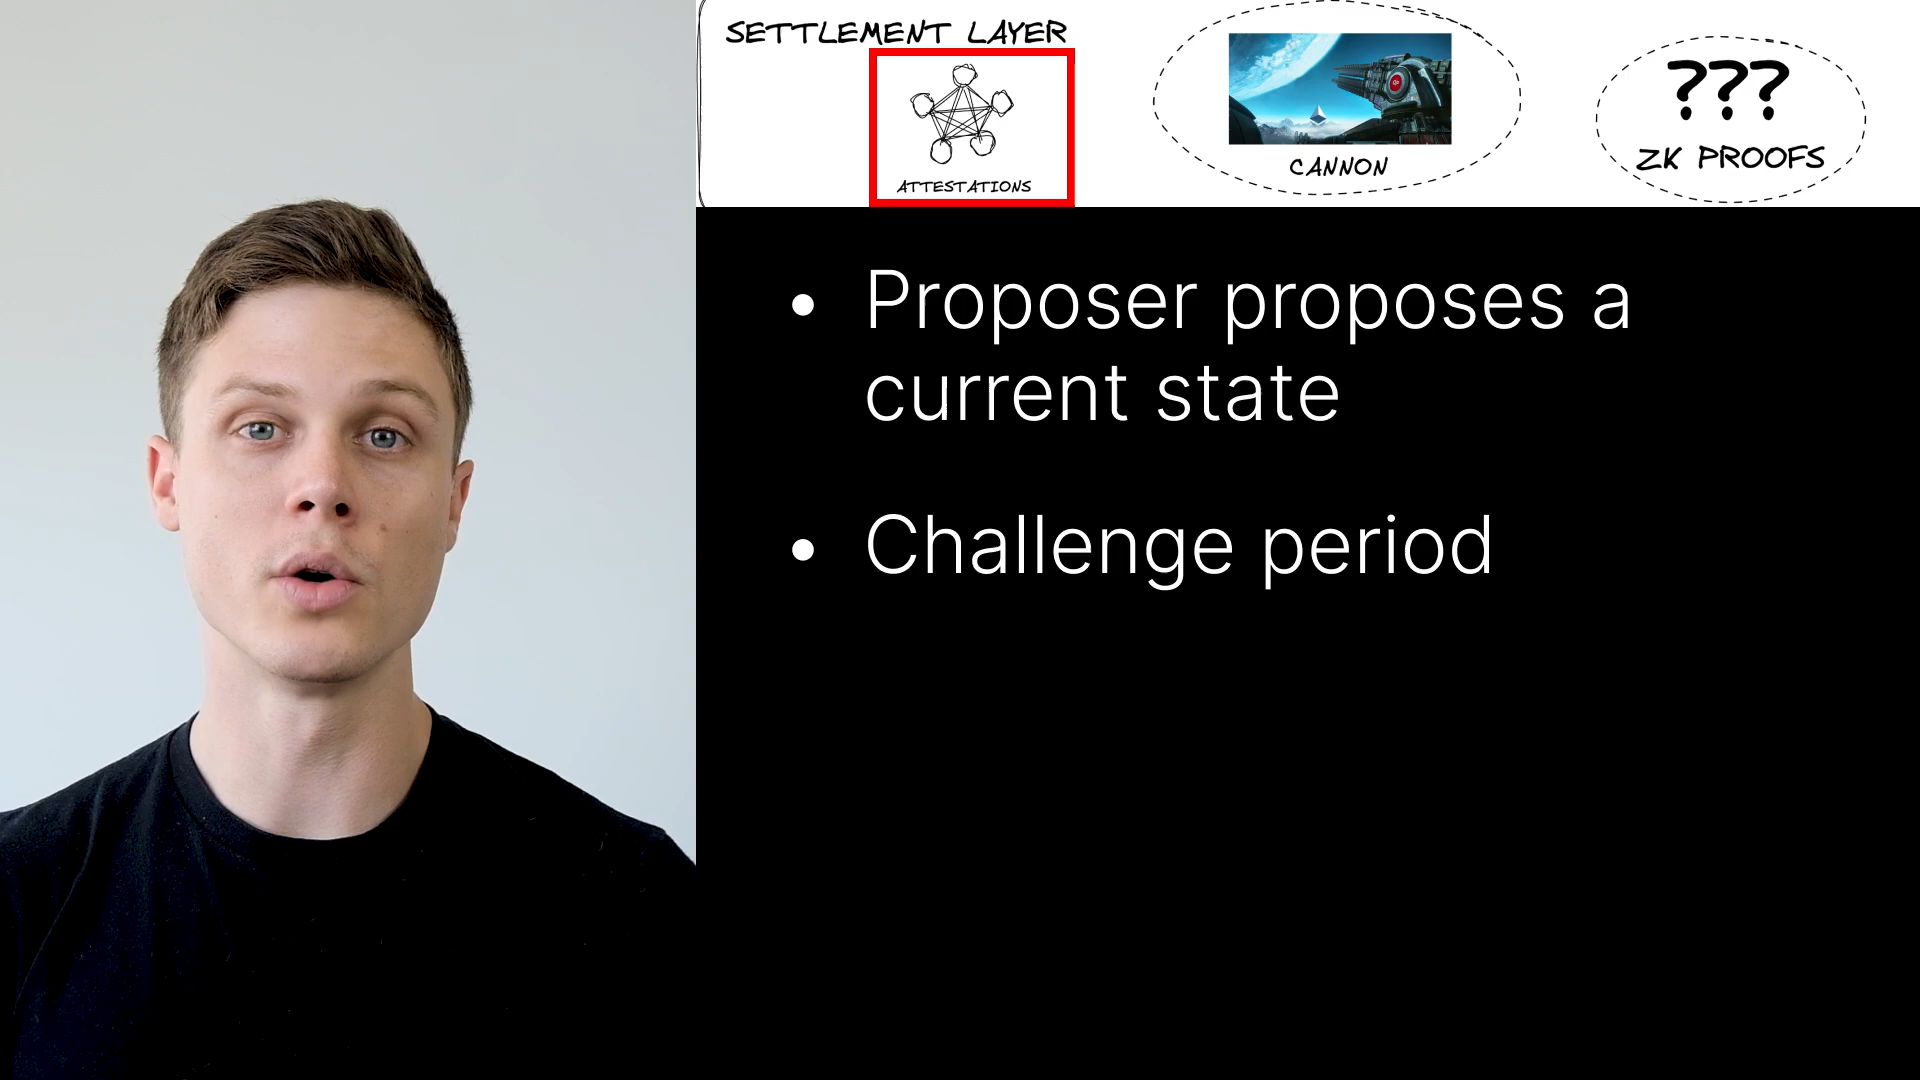 SETTLEMENT LAYER
ATTESTATIONS
CANNON
???
ZK PROOFS
• Proposer proposes a
current state
• Challenge period